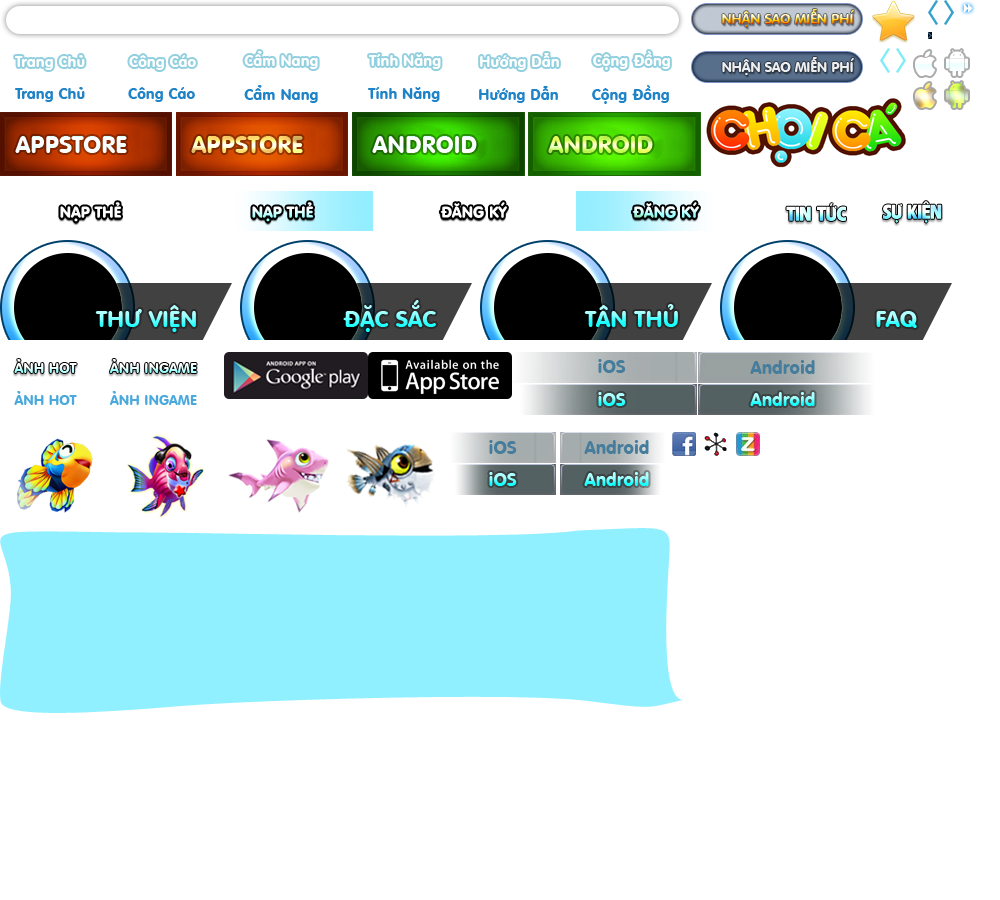 NHẬN SAO MIỄN PHÍ
Trang Chủ Công Cáo Cẩm Nang Tính Năng Hướng Dẫn Cộng Đồng
NHẬN SAO MIỄN PHÍ
Trang Chủ Công Cáo Cẩm Nang Tính Năng Hướng Dẫn Cộng Đồng
APPSTORE APPSTORE ANDROID ANDROID CHỌI CÁ
NẠP THẺ NẠP THẺ ĐĂNG KÝ ĐĂNG KÝ TIN TỨC SỰ KIỆN
THƯ VIỆN ĐẶC SẮC TÂN THỦ FAQ
ẢNH HOT ẢNH INGAME ANDROID APP ON Google play Available on the App Store iOS Android
ẢNH HOT ẢNH INGAME iOS Android
iOS Android f Z
iOS Android